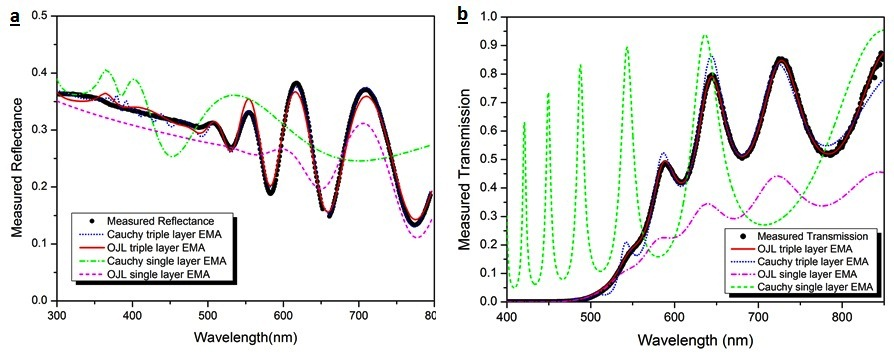 a
0.5
0.4
0.3
0.2
0.1
0.0
Measured Reflectance
Measured Reflectance
Cauchy triple layer EMA
OJL triple layer EMA
Cauchy single layer EMA
OJL single layer EMA
300 400 500 600 700 80
Wavelength(nm)
b
1.0
0.9
0.8
0.7
0.6
0.5
0.4
0.3
0.2
0.1
0.0
Measured Transmission
Measured Transmission
OJL triple layer EMA
Cauchy triple layer EMA
OJL single layer EMA
Cauchy single layer EMA
400 500 600 700 800
Wavelength (nm)